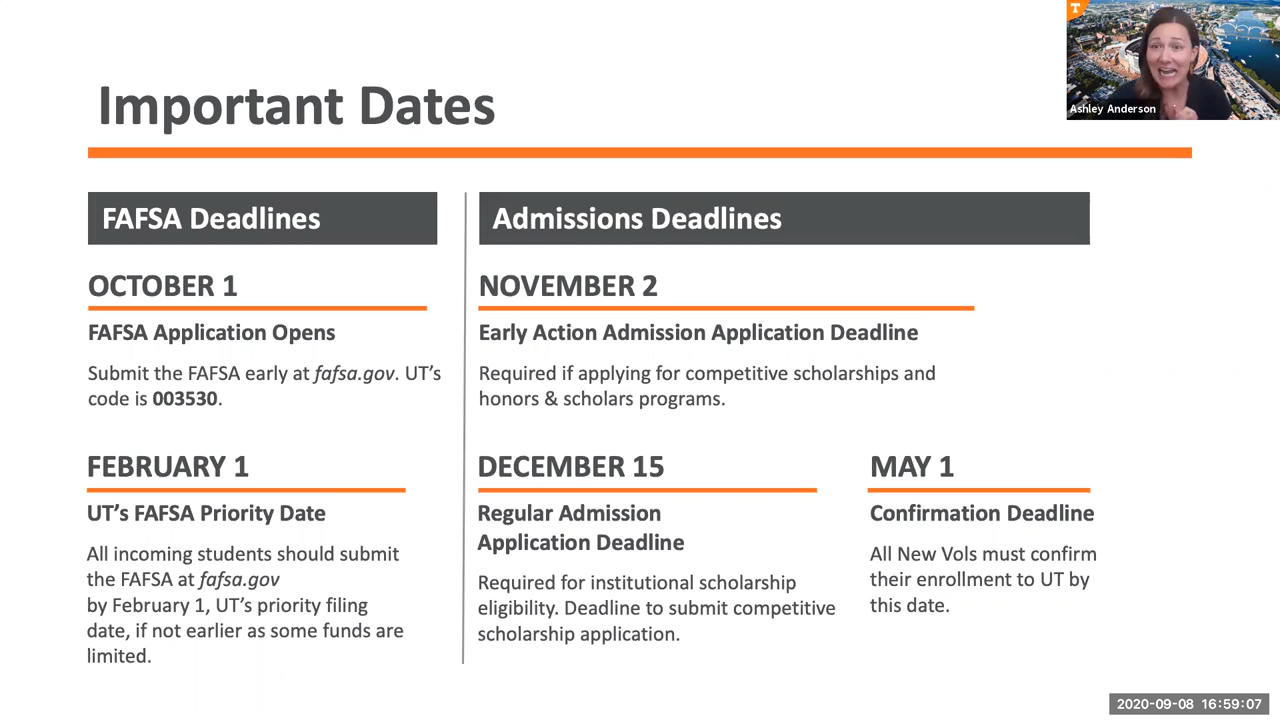 T
Ashley Anderson
Important Dates
FAFSA Deadlines
OCTOBER 1
FAFSA Application Opens
Submit the FAFSA early at fafsa.gov. UT’s
code is 003530.
FEBRUARY 1
UT’s FAFSA Priority Date
All incoming students should submit
the FAFSA at fafsa.gov
by February 1, UT’s priority filing
date, if not earlier as some funds are
limited.
Admissions Deadlines
NOVEMBER 2
Early Action Admission Application Deadline
Required if applying for competitive scholarships and
honors & scholars programs.
DECEMBER 15
Regular Admission
Application Deadline
Required for institutional scholarship
eligibility. Deadline to submit competitive
scholarship application.
MAY 1
Confirmation Deadline
All New Vols must confirm
their enrollment to UT by
this date.
2020-09-08 16:59:07